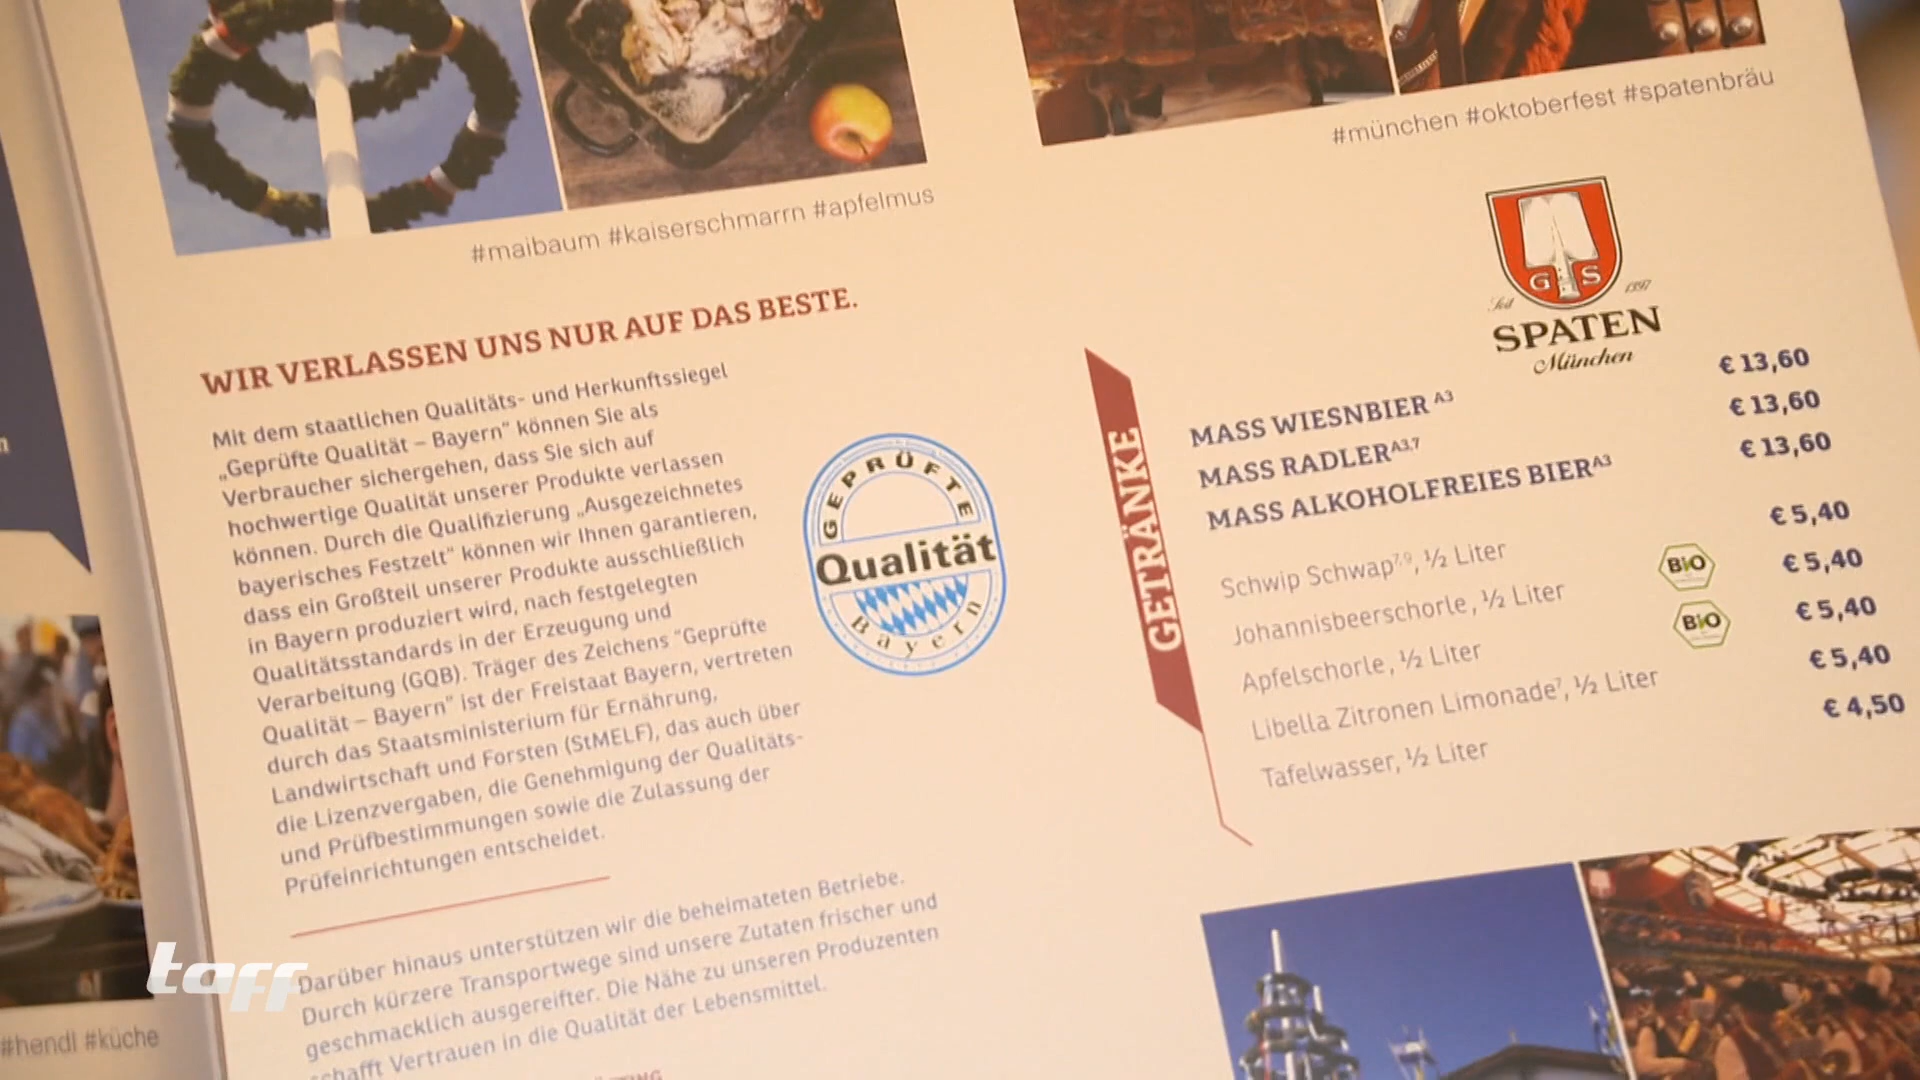 #maibaum #kaiserschmarrn #apfelmus
WIR VERLASSEN UNS NUR AUF DAS BESTE.
Mit dem staatlichen Qualitäts- und Herkunftssiegel
„Geprüfte Qualität – Bayern“ können Sie als
Verbraucher sichergehen, dass Sie sich auf
hochwertige Qualität unserer Produkte verlassen
können. Durch die Qualifizierung „Ausgezeichnetes
bayerisches Festzelt“ können wir Ihnen garantieren,
dass ein Großteil unserer Produkte ausschließlich
in Bayern produziert wird, nach festgelegten
Qualitätsstandards in der Erzeugung und
Verarbeitung (GQB). Träger des Zeichens “Geprüfte
Qualität – Bayern” ist der Freistaat Bayern, vertreten
durch das Staatsministerium für Ernährung,
Landwirtschaft und Forsten (StMELF), das auch über
die Lizenzvergaben, die Genehmigung der Qualitäts-
und Prüfbestimmungen sowie die Zulassung der
Prüfeinrichtungen entscheidet.
GEPRÜFTE
Qualität
Bayern
Darüber hinaus unterstützen wir die beheimateten Betriebe.
Durch kürzere Transportwege sind unsere Zutaten frischer und
geschmacklich ausgereifter. Die Nähe zu unseren Produzenten
schafft Vertrauen in die Qualität der Lebensmittel.
#hendl #küche
taff
#münchen #oktoberfest #spatenbräu
G S
Seit 1397
SPATEN
München
GETRÄNKE
MASS WIESNBIER A3 € 13,60
MASS RADLER A3,7 € 13,60
MASS ALKOHOLFREIES BIER A3 € 13,60
Schwip Schwap 7,9, ½ Liter € 5,40
Johannisbeerschorle, ½ Liter BIO € 5,40
Apfelschorle, ½ Liter BIO € 5,40
Libella Zitronen Limonade 7, ½ Liter € 5,40
Tafelwasser, ½ Liter € 4,50